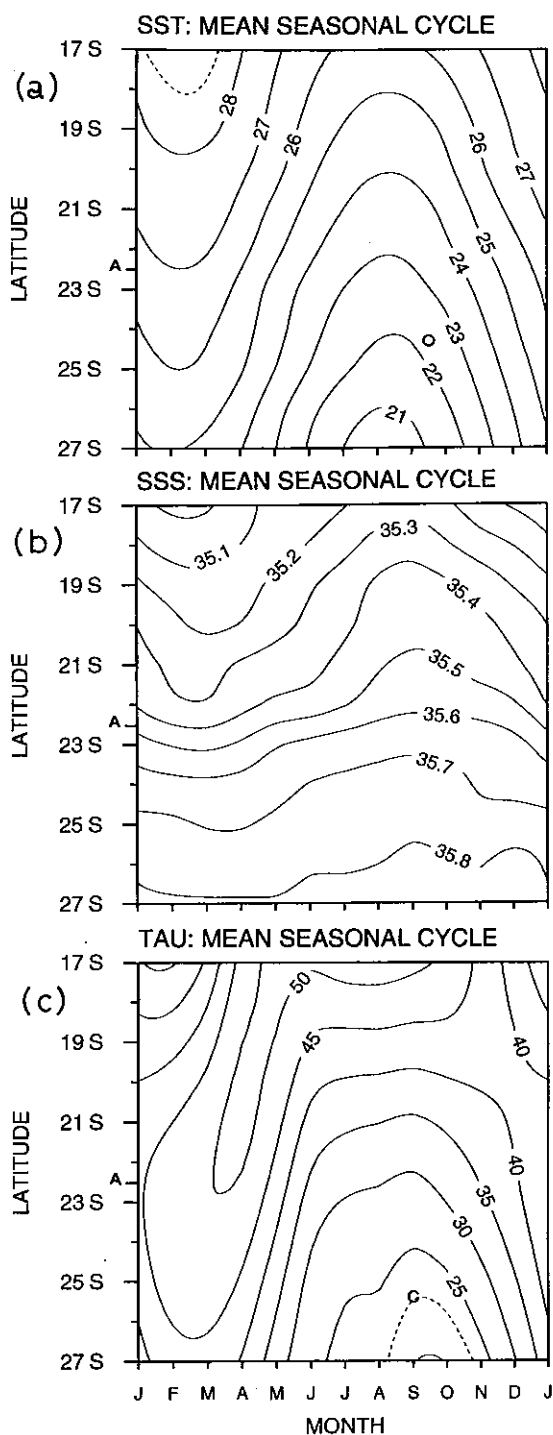 SST: MEAN SEASONAL CYCLE
(a)
17 S
19 S
21 S
A
23 S
25 S
27 S
LATITUDE
28
27
26
26
27
25
24
23
22
21
O
SSS: MEAN SEASONAL CYCLE
(b)
17 S
19 S
21 S
A
23 S
25 S
27 S
LATITUDE
35.1
35.2
35.3
35.4
35.5
35.6
35.7
35.8
TAU: MEAN SEASONAL CYCLE
(c)
17 S
19 S
21 S
A
23 S
25 S
27 S
LATITUDE
50
45
40
40
35
30
25
C
J F M A M J J A S O N D J
MONTH